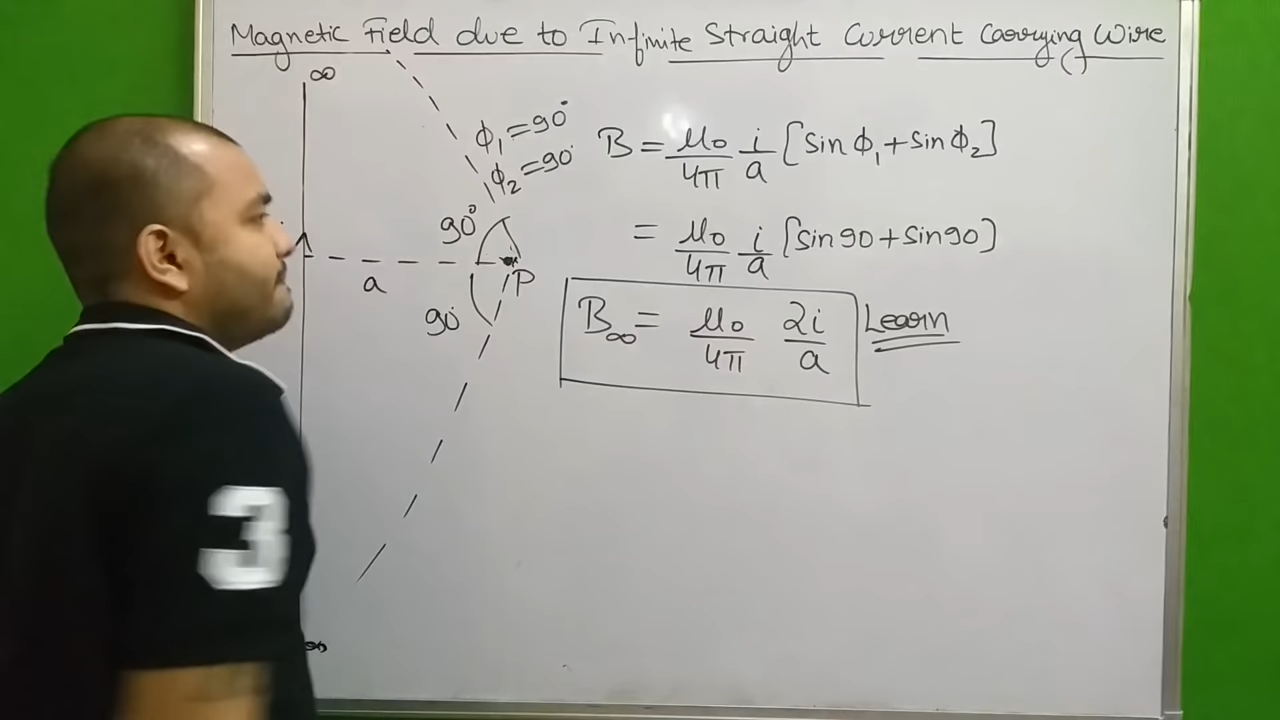 Magnetic Field due to Infinite Straight Current Carrying Wire
∞
ϕ₁=90°
ϕ₂=90°
90°
a
P
90°
∞
B = μ₀/4π i/a [sin ϕ₁ + sin ϕ₂]
= μ₀/4π i/a [sin 90 + sin 90]
B∞ = μ₀/4π 2i/a Learn
3